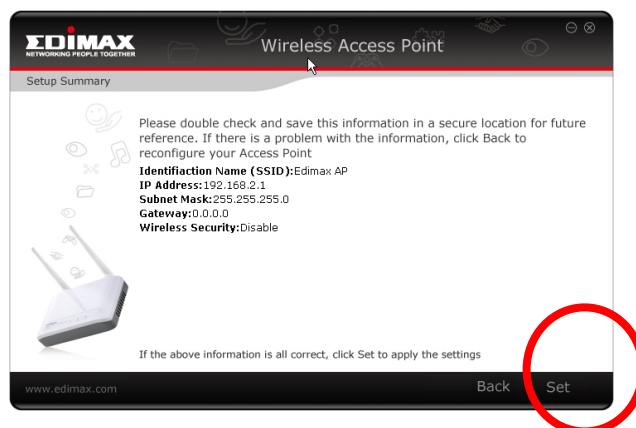 EDIMAX
NETWORKING PEOPLE TOGETHER
Wireless Access Point
Setup Summary
Please double check and save this information in a secure location for future
reference. If there is a problem with the information, click Back to
reconfigure your Access Point
Identifiaction Name (SSID):Edimax AP
IP Address:192.168.2.1
Subnet Mask:255.255.255.0
Gateway:0.0.0.0
Wireless Security:Disable
If the above information is all correct, click Set to apply the settings
www.edimax.com
Back
Set